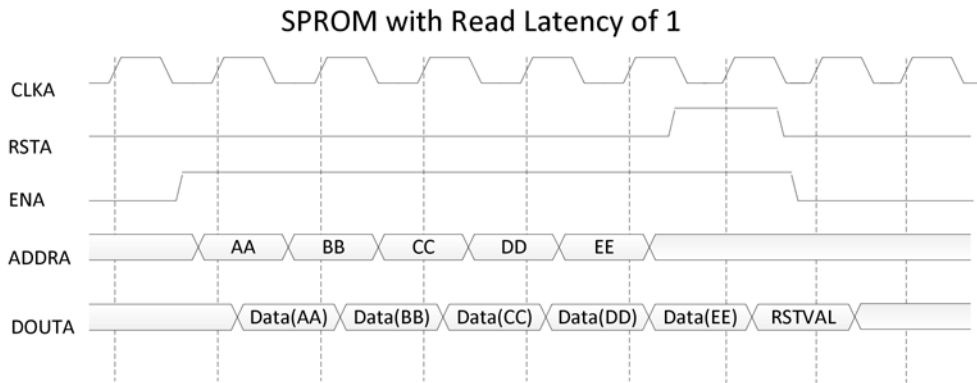 SPROM with Read Latency of 1
CLKA
RSTA
ENA
ADDRA AA BB CC DD EE
DOUTA Data(AA) Data(BB) Data(CC) Data(DD) Data(EE) RSTVAL